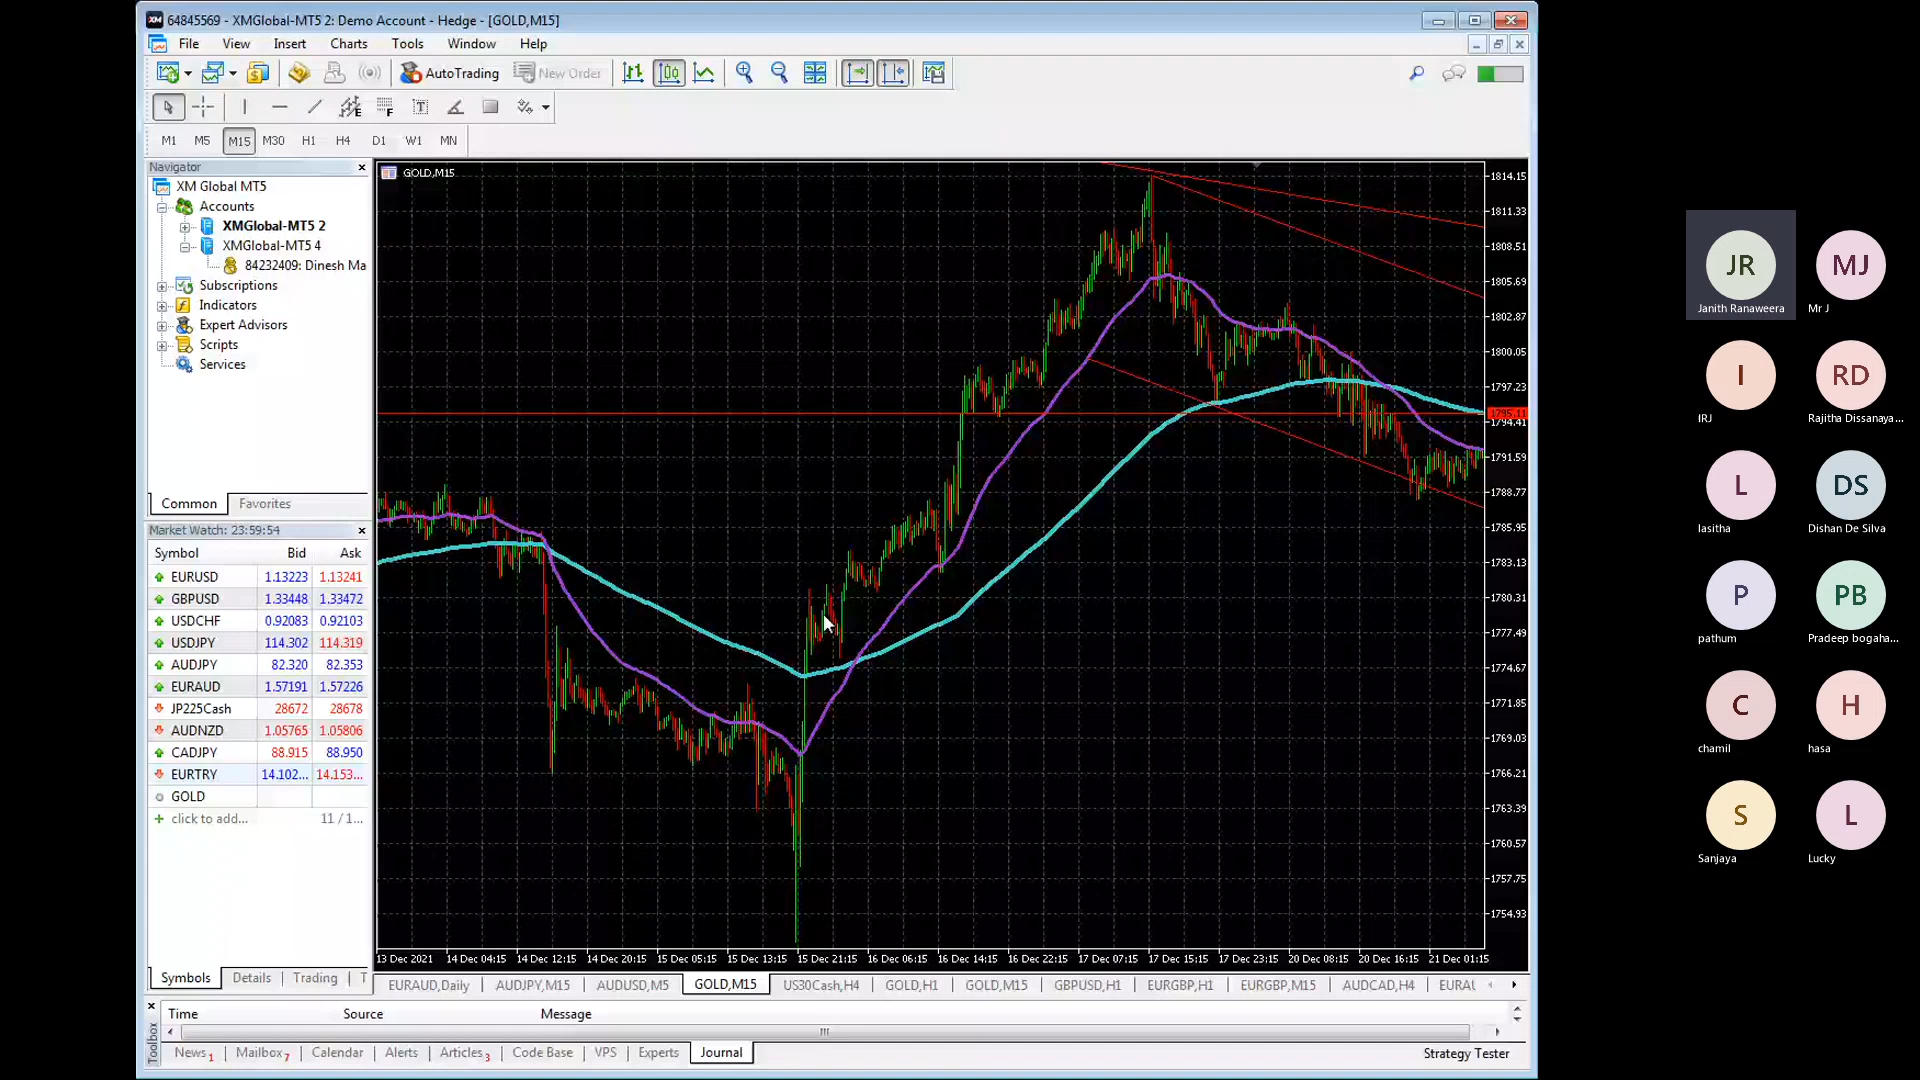 64845569 - XMGlobal-MT5 2: Demo Account - Hedge - [GOLD,M15]
File View Insert Charts Tools Window Help
AutoTrading New Order
M1 M5 M15 M30 H1 H4 D1 W1 MN
Navigator
XM Global MT5
Accounts
XMGlobal-MT5 2
XMGlobal-MT5 4
84232409: Dinesh Ma
Subscriptions
Indicators
Expert Advisors
Scripts
Services
Common Favorites
Market Watch: 23:59:54
Symbol Bid Ask
EURUSD 1.13223 1.13241
GBPUSD 1.33448 1.33472
USDCHF 0.92083 0.92103
USDJPY 114.302 114.319
AUDJPY 82.320 82.353
EURAUD 1.57191 1.57226
JP225Cash 28672 28678
AUDNZD 1.05765 1.05806
CADJPY 88.915 88.950
EURTRY 14.102... 14.153...
GOLD
click to add... 11 / 1...
Symbols Details Trading T
GOLD,M15
1814.15
1811.33
1808.51
1805.69
1802.87
1800.05
1797.23
1795.11
1794.41
1791.59
1788.77
1785.95
1783.13
1780.31
1777.49
1774.67
1771.85
1769.03
1766.21
1763.39
1760.57
1757.75
1754.93
13 Dec 2021 14 Dec 04:15 14 Dec 12:15 14 Dec 20:15 15 Dec 05:15 15 Dec 13:15 15 Dec 21:15 16 Dec 06:15 16 Dec 14:15 16 Dec 22:15 17 Dec 07:15 17 Dec 15:15 17 Dec 23:15 20 Dec 08:15 20 Dec 16:15 21 Dec 01:15
EURAUD,Daily AUDJPY,M15 AUDUSD,M5 GOLD,M15 US30Cash,H4 GOLD,H1 GOLD,M15 GBPUSD,H1 EURGBP,H1 EURGBP,M15 AUDCAD,H4 EURAU
Time Source Message
Toolbox
News 1 Mailbox 7 Calendar Alerts Articles 3 Code Base VPS Experts Journal
Strategy Tester
JR MJ
Janith Ranaweera Mr J
I RD
IRJ Rajitha Dissanaya...
L DS
lasitha Dishan De Silva
P PB
pathum Pradeep bogaha...
C H
chamil hasa
S L
Sanjaya Lucky